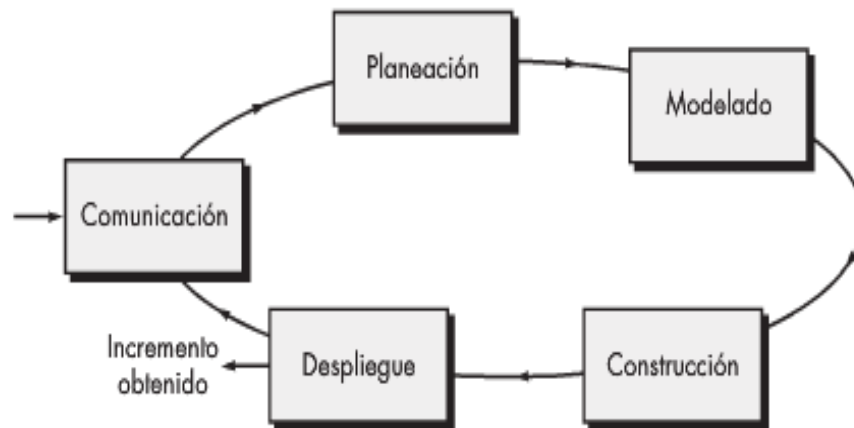 Planeación
Modelado
Comunicación
Incremento
obtenido
Despliegue
Construcción